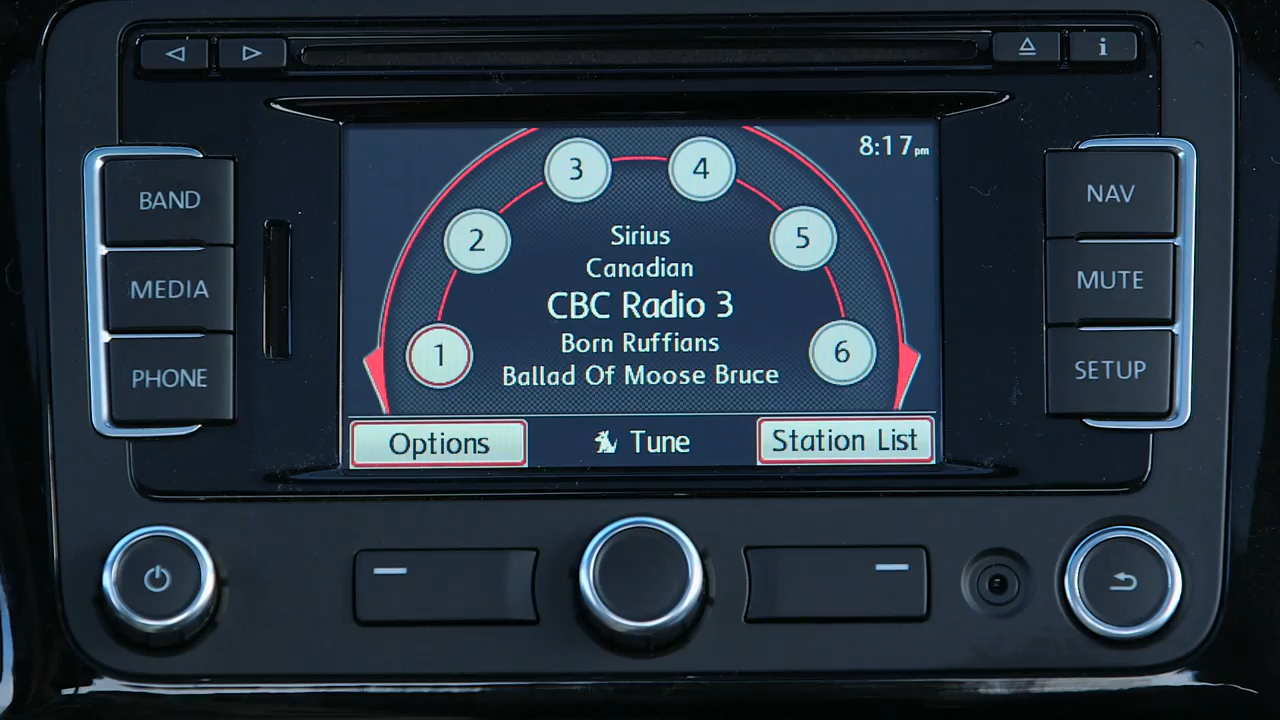 i
8:17pm
BAND
MEDIA
PHONE
NAV
MUTE
SETUP
1
2
3
4
5
6
Sirius
Canadian
CBC Radio 3
Born Ruffians
Ballad Of Moose Bruce
Options
Tune
Station List